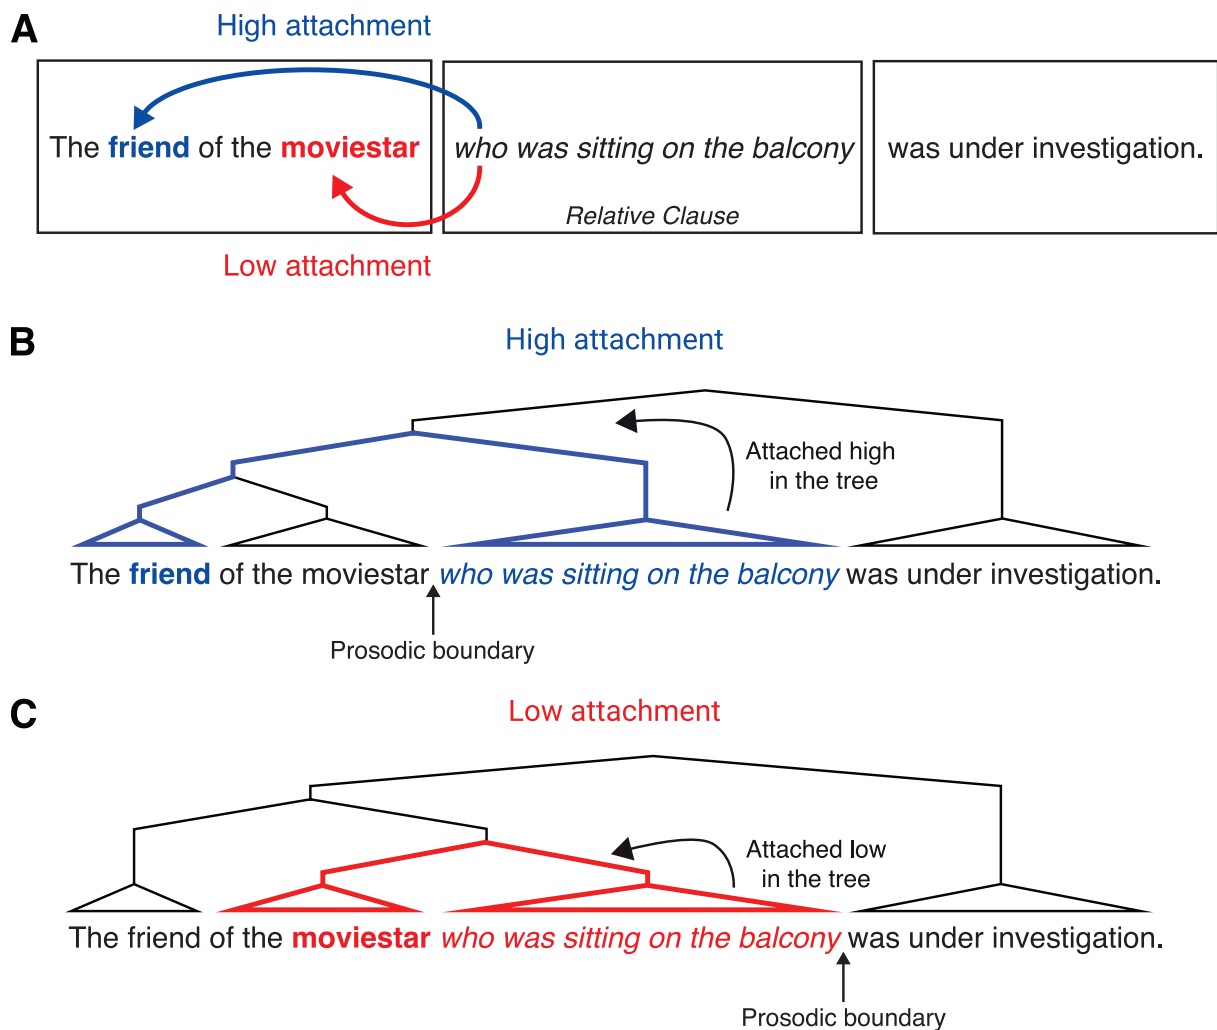 A
High attachment
The friend of the moviestar who was sitting on the balcony was under investigation.
Relative Clause
Low attachment
B
High attachment
Attached high
in the tree
The friend of the moviestar who was sitting on the balcony was under investigation.
Prosodic boundary
C
Low attachment
Attached low
in the tree
The friend of the moviestar who was sitting on the balcony was under investigation.
Prosodic boundary